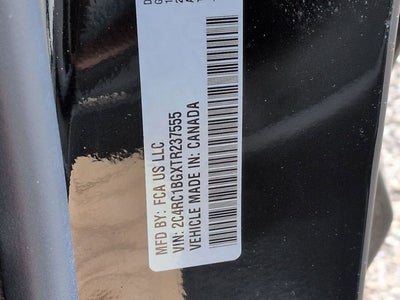 MFD BY: FCA US LLC
VIN: 2C4RC1BGXTR237555
VEHICLE MADE IN: CANADA